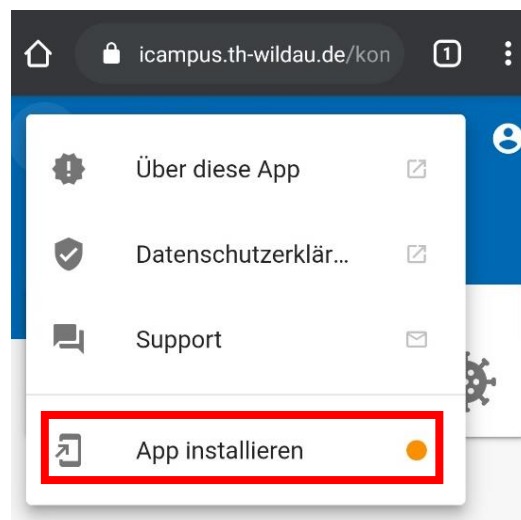 icampus.th-wildau.de/kon
1
Über diese App
Datenschutzerklär...
Support
App installieren